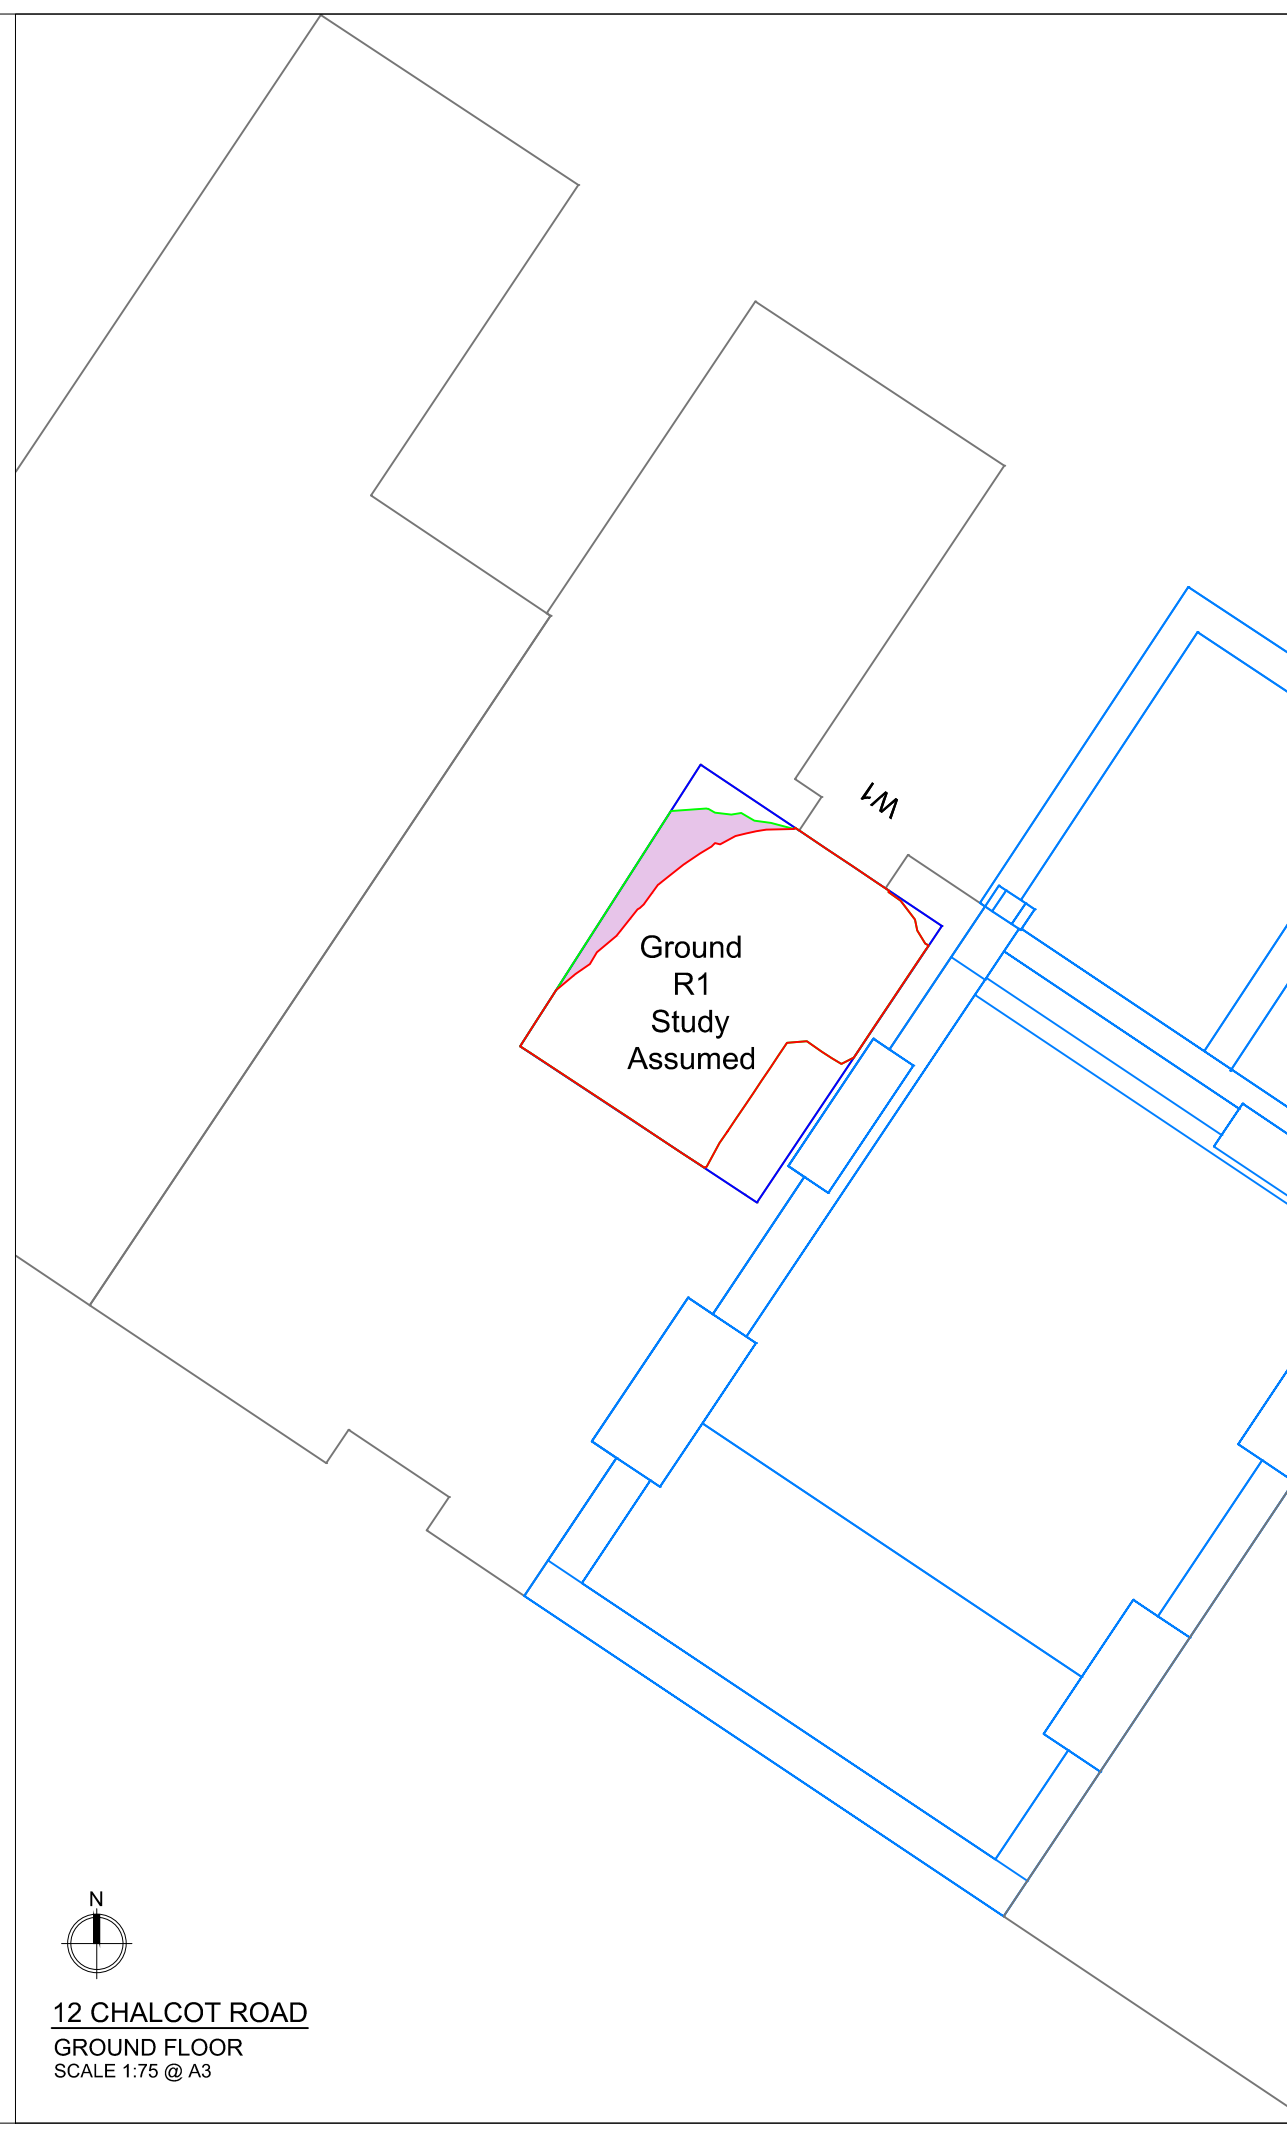 W1
Ground
R1
Study
Assumed
N
12 CHALCOT ROAD
GROUND FLOOR
SCALE 1:75 @ A3